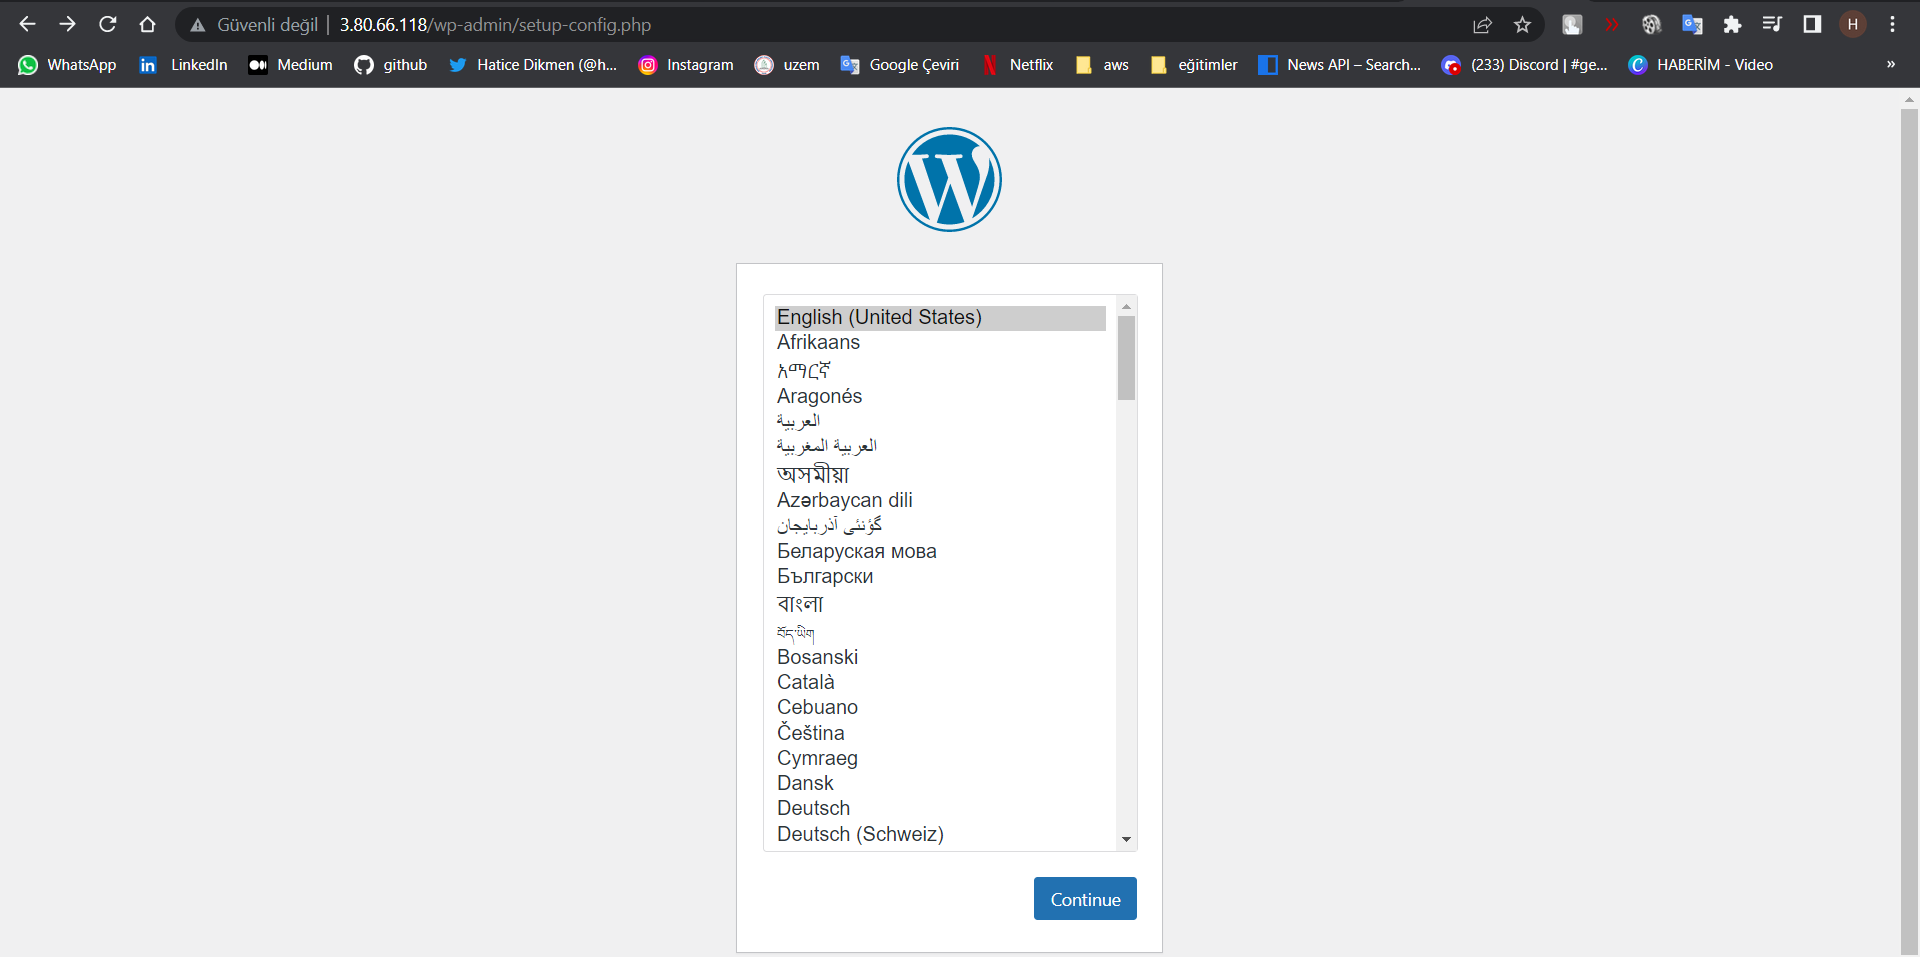 Güvenli değil | 3.80.66.118/wp-admin/setup-config.php
H
WhatsApp LinkedIn Medium github Hatice Dikmen (@h... Instagram uzem Google Çeviri Netflix aws eğitimler News API – Search... (233) Discord | #ge... HABERİM - Video »
English (United States)
Afrikaans
አማርኛ
Aragonés
العربية
العربية المغربية
অসমীয়া
Azərbaycan dili
گؤنئی آذربایجان
Беларуская мова
Български
বাংলা
བོད་ཡིག
Bosanski
Català
Cebuano
Čeština
Cymraeg
Dansk
Deutsch
Deutsch (Schweiz)
Continue